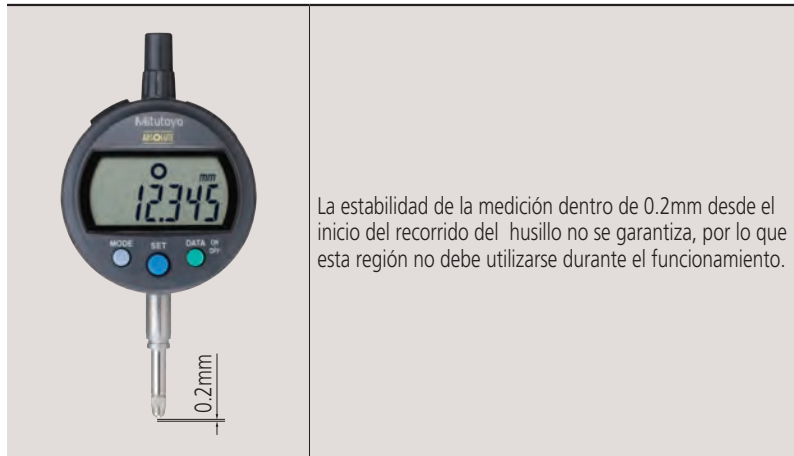 Mitutoyo
ABSOLUTE
mm
12.345
MODE SET DATA ON
OFF
0.2mm
La estabilidad de la medición dentro de 0.2mm desde el
inicio del recorrido del husillo no se garantiza, por lo que
esta región no debe utilizarse durante el funcionamiento.